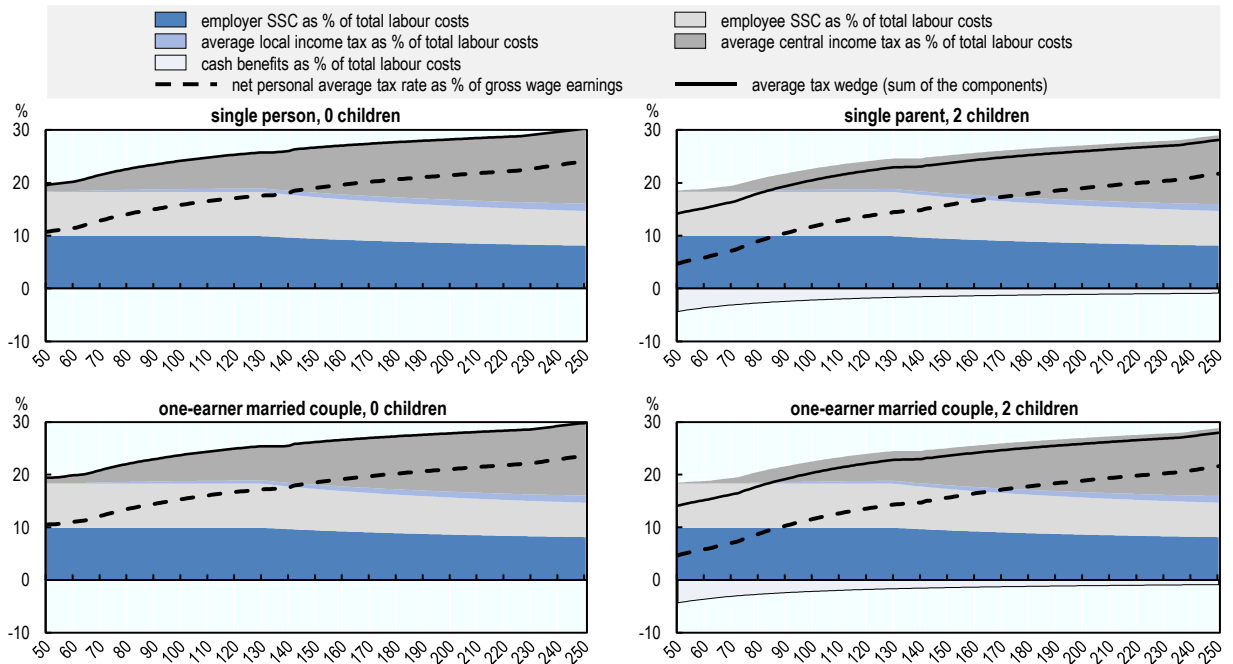 employer SSC as % of total labour costs
employee SSC as % of total labour costs
average local income tax as % of total labour costs
average central income tax as % of total labour costs
cash benefits as % of total labour costs
net personal average tax rate as % of gross wage earnings
average tax wedge (sum of the components)
%
single person, 0 children
30
20
10
0
-10
50 60 70 80 90 100 110 120 130 140 150 160 170 180 190 200 210 220 230 240 250
%
single parent, 2 children
30
20
10
0
-10
50 60 70 80 90 100 110 120 130 140 150 160 170 180 190 200 210 220 230 240 250
%
one-earner married couple, 0 children
30
20
10
0
-10
50 60 70 80 90 100 110 120 130 140 150 160 170 180 190 200 210 220 230 240 250
%
one-earner married couple, 2 children
30
20
10
0
-10
50 60 70 80 90 100 110 120 130 140 150 160 170 180 190 200 210 220 230 240 250